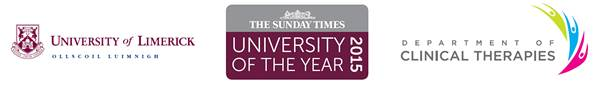 UNIVERSITY of LIMERICK
OLLSCOIL LUIMNIGH
THE SUNDAY TIMES
UNIVERSITY
OF THE YEAR
2015
DEPARTMENT OF
CLINICAL THERAPIES